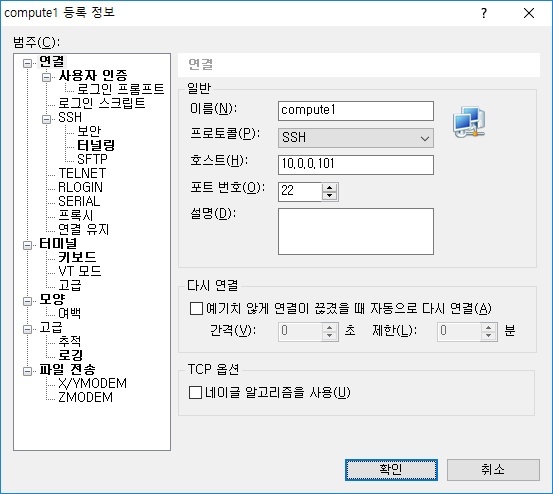 compute1 등록 정보
범주(C):
연결
사용자 인증
로그인 프롬프트
로그인 스크립트
SSH
보안
터널링
SFTP
TELNET
RLOGIN
SERIAL
프록시
연결 유지
터미널
키보드
VT 모드
고급
모양
여백
고급
추적
로깅
파일 전송
X/YMODEM
ZMODEM
연결
일반
이름(N): compute1
프로토콜(P): SSH
호스트(H): 10,0,0,101
포트 번호(O): 22
설명(D):
다시 연결
예기치 않게 연결이 끊겼을 때 자동으로 다시 연결(A)
간격(V): 0 초 제한(L): 0 분
TCP 옵션
네이글 알고리즘을 사용(U)
확인 취소